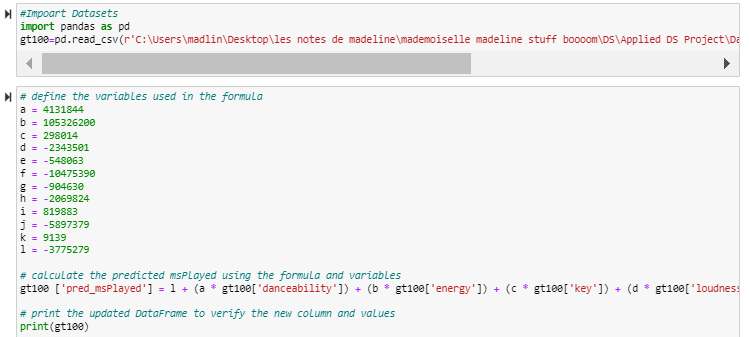 #Impoart Datasets
import pandas as pd
gt100=pd.read_csv(r'C:\Users\madlin\Desktop\les notes de madeline\mademoiselle madeline stuff boooom\DS\Applied DS Project\Da
# define the variables used in the formula
a = 4131844
b = 105326200
c = 298014
d = -2343501
e = -548063
f = -10475390
g = -904630
h = -2069824
i = 819883
j = -5897379
k = 9139
l = -3775279
# calculate the predicted msPlayed using the formula and variables
gt100 ['pred_msPlayed'] = l + (a * gt100['danceability']) + (b * gt100['energy']) + (c * gt100['key']) + (d * gt100['loudness
# print the updated DataFrame to verify the new column and values
print(gt100)